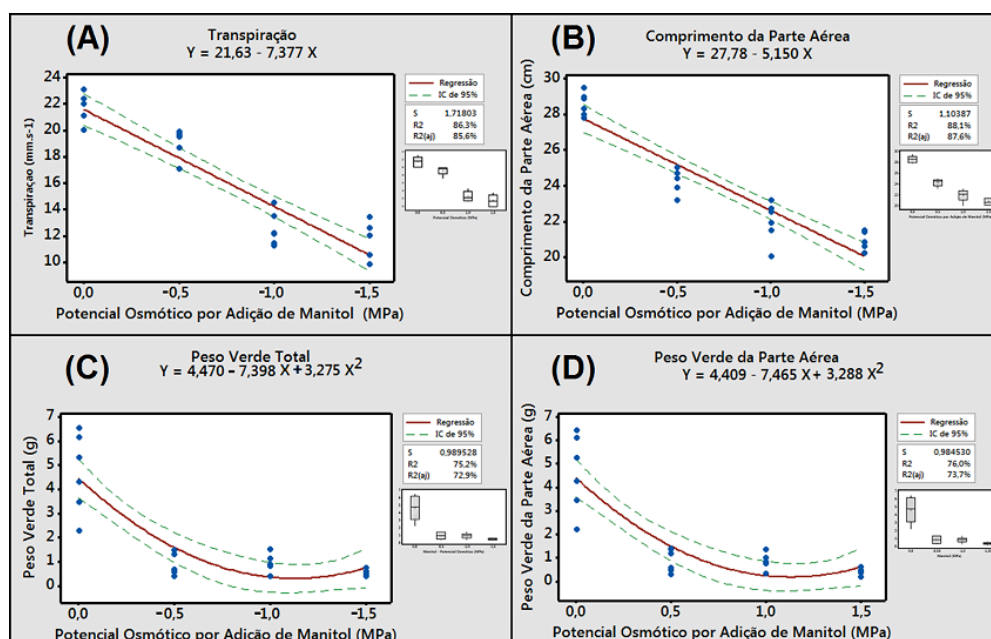 (A)
Transpiração
Y = 21,63 - 7,377 X
Transpiração (mm.s-1)
22
24
20
18
16
14
12
10
0,0
-0,5
-1,0
-1,5
Potencial Osmótico por Adição de Manitol (MPa)
Regressão
IC de 95%
S 1,71803
R2 86,3%
R2(aj) 85,6%
(B)
Comprimento da Parte Aérea
Y = 27,78 - 5,150 X
Comprimento da Parte Aérea (cm)
30
28
26
24
22
20
0,0
-0,5
-1,0
-1,5
Potencial Osmótico por Adição de Manitol (MPa)
Regressão
IC de 95%
S 1,10387
R2 88,1%
R2(aj) 87,6%
(C)
Peso Verde Total
Y = 4,470 - 7,398 X + 3,275 X2
Peso Verde Total (g)
7
6
5
4
3
2
1
0
0,0
-0,5
-1,0
-1,5
Potencial Osmótico por Adição de Manitol (MPa)
Regressão
IC de 95%
S 0,989528
R2 75,2%
R2(aj) 72,9%
(D)
Peso Verde da Parte Aérea
Y = 4,409 - 7,465 X + 3,288 X2
Peso Verde da Parte Aérea (g)
7
6
5
4
3
2
1
0
0,0
0,5
1,0
1,5
Potencial Osmótico por Adição de Manitol (MPa)
Regressão
IC de 95%
S 0,984530
R2 76,0%
R2(aj) 73,7%